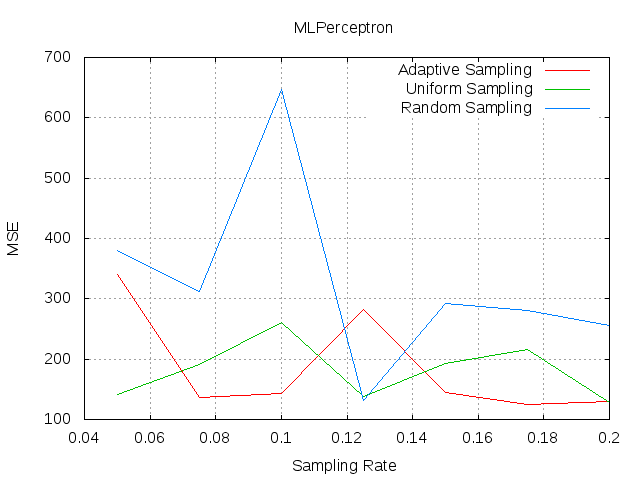 MLPerceptron
700
600
500
400
300
200
100
MSE
Adaptive Sampling
Uniform Sampling
Random Sampling
0.04 0.06 0.08 0.1 0.12 0.14 0.16 0.18 0.2
Sampling Rate